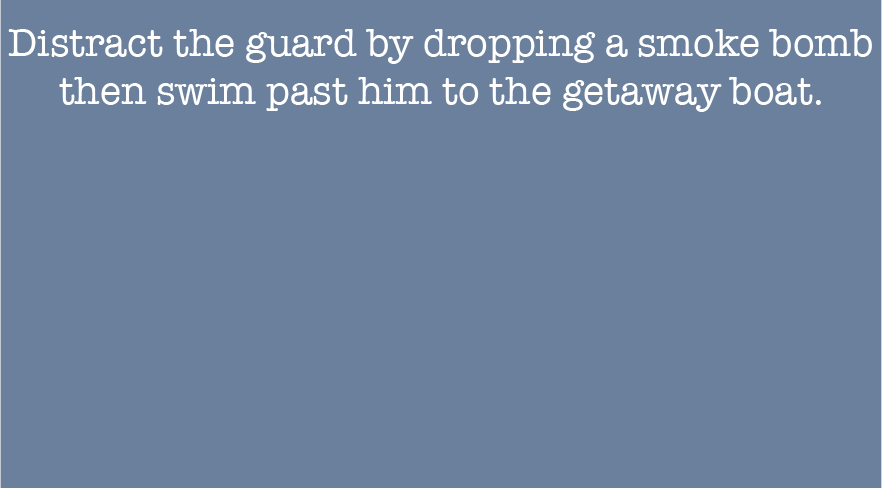 Distract the guard by dropping a smoke bomb
then swim past him to the getaway boat.